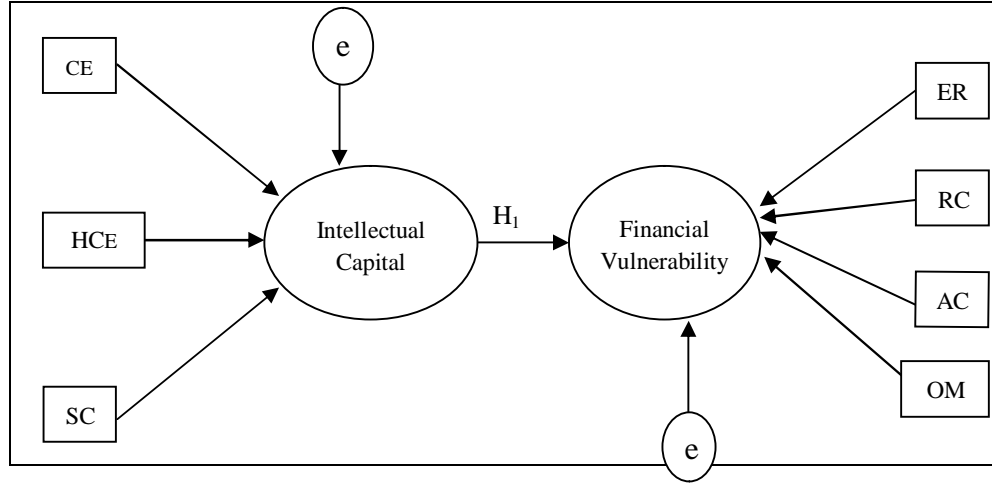 e
CE
ER
RC
HCE
H1
Intellectual
Capital
Financial
Vulnerability
AC
SC
OM
e